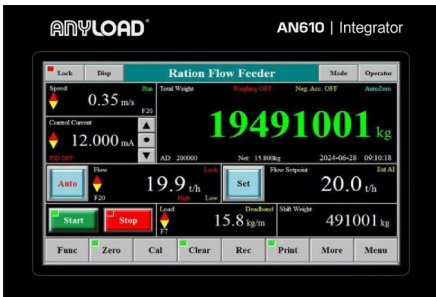 ANYLOAD AN610 | Integrator
Lock Disp Ration Flow Feeder Mode Operator
Speed Run Total Weight Weighing OFF Neg. Acc. OFF AutoZero
0.35 m/s F20
Control Current
12.000 mA
19491001 kg
PID OFF AD 200000 Net: 15.800kg 2024-06-28 09:10:18
Auto Flow Lock Set Flow Setpoint Ext AI
F20 19.9 t/h 20.0 t/h
High Low
Start Stop Load Deadband Shift Weight
F7 15.8 kg/m 491001 kg
Func Zero Cal Clear Rec Print More Menu